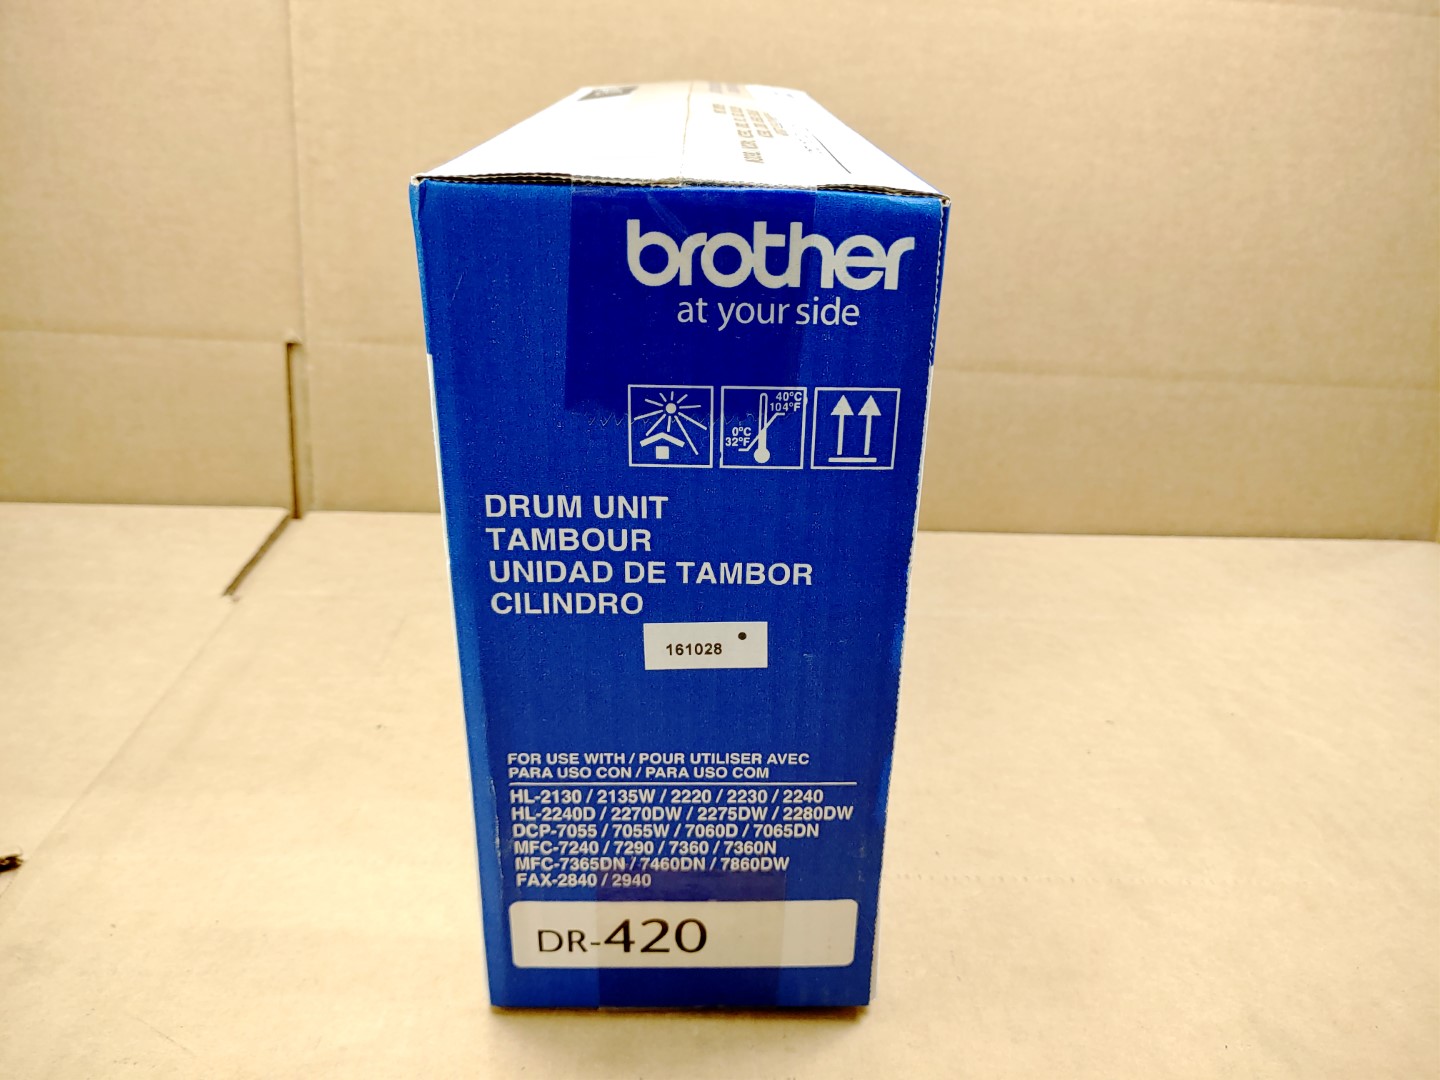 brother
at your side
40°C
104°F
0°C
32°F
DRUM UNIT
TAMBOUR
UNIDAD DE TAMBOR
CILINDRO
161028
FOR USE WITH / POUR UTILISER AVEC
PARA USO CON / PARA USO COM
HL-2130 / 2135W / 2220 / 2230 / 2240
HL-2240D / 2270DW / 2275DW / 2280DW
DCP-7055 / 7055W / 7060D / 7065DN
MFC-7240 / 7290 / 7360 / 7360N
MFC-7365DN / 7460DN / 7860DW
FAX-2840 / 2940
DR-420